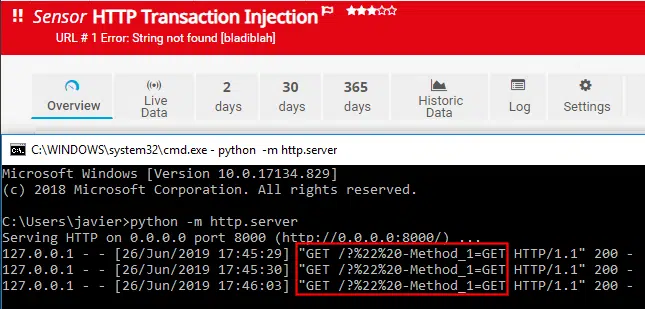 !! Sensor HTTP Transaction Injection
URL # 1 Error: String not found [bladiblah]
Overview
Live Data
2 days
30 days
365 days
Historic Data
Log
Settings
C:\WINDOWS\system32\cmd.exe - python -m http.server
Microsoft Windows [Version 10.0.17134.829]
(c) 2018 Microsoft Corporation. All rights reserved.
C:\Users\javier>python -m http.server
Serving HTTP on 0.0.0.0 port 8000 (http://0.0.0.0:8000/) ...
127.0.0.1 - - [26/Jun/2019 17:45:29] "GET /?%22%20-Method_1=GET HTTP/1.1" 200 -
127.0.0.1 - - [26/Jun/2019 17:45:30] "GET /?%22%20-Method_1=GET HTTP/1.1" 200 -
127.0.0.1 - - [26/Jun/2019 17:46:03] "GET /?%22%20-Method_1=GET HTTP/1.1" 200 -